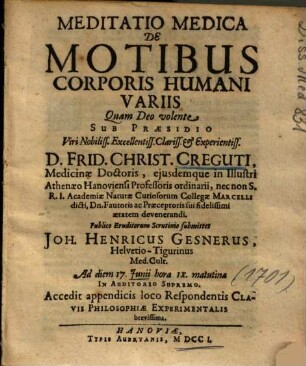 MEDITATIO MEDICA
DE
MOTIBUS
CORPORIS HUMANI
VARIIS
Quam Deo volente
SUB PRÆSIDIO
Viri Nobiliss. Excellentiss. Clariss. & Experientiss.
D. FRID. CHRIST. CREGUTI,
Medicinæ Doctoris, ejusdemque in Illustri
Athenæo Hanoviensi Professoris ordinarii, nec non S.
R. I. Academiæ Naturæ Curiosorum Collegæ MARCELLI
dicti, Dn. Fautoris ac Præceptoris sui fidelissimi
ætatem devenerandi.
Publico Eruditorum Scrutinio submittet
JOH. HENRICUS GESNERUS,
Helvetio-Tigurinus
Med. Cult.
Ad diem 17. Junii hora IX. matutina
IN AUDITORIO SUPREMO.
(1701)
Accedit appendicis loco Respondentis CLA-
VIS PHILOSOPHIÆ EXPERIMENTALIS
brevissima.
HANOVIÆ,
TYPIS AUBRYANIS, M DCC I.